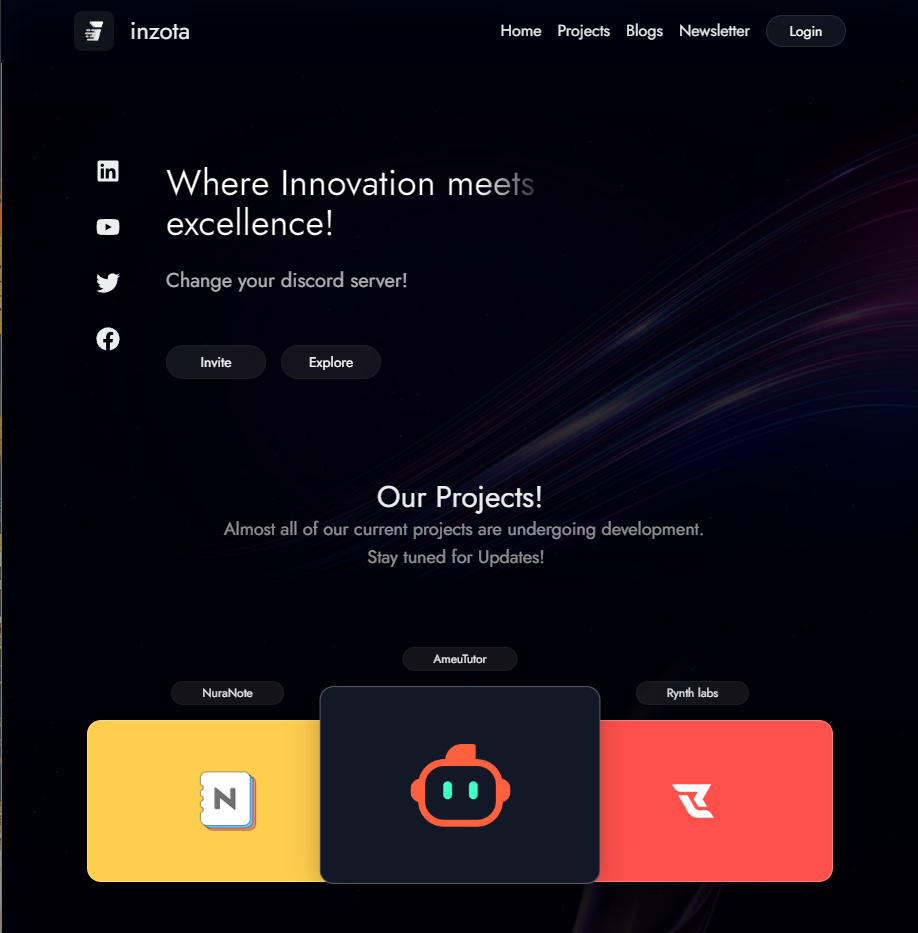 inzota
Home Projects Blogs Newsletter Login
Where Innovation meets
excellence!
Change your discord server!
Invite Explore
Our Projects!
Almost all of our current projects are undergoing development.
Stay tuned for Updates!
AmeuTutor
NuraNote
Rynth labs
N